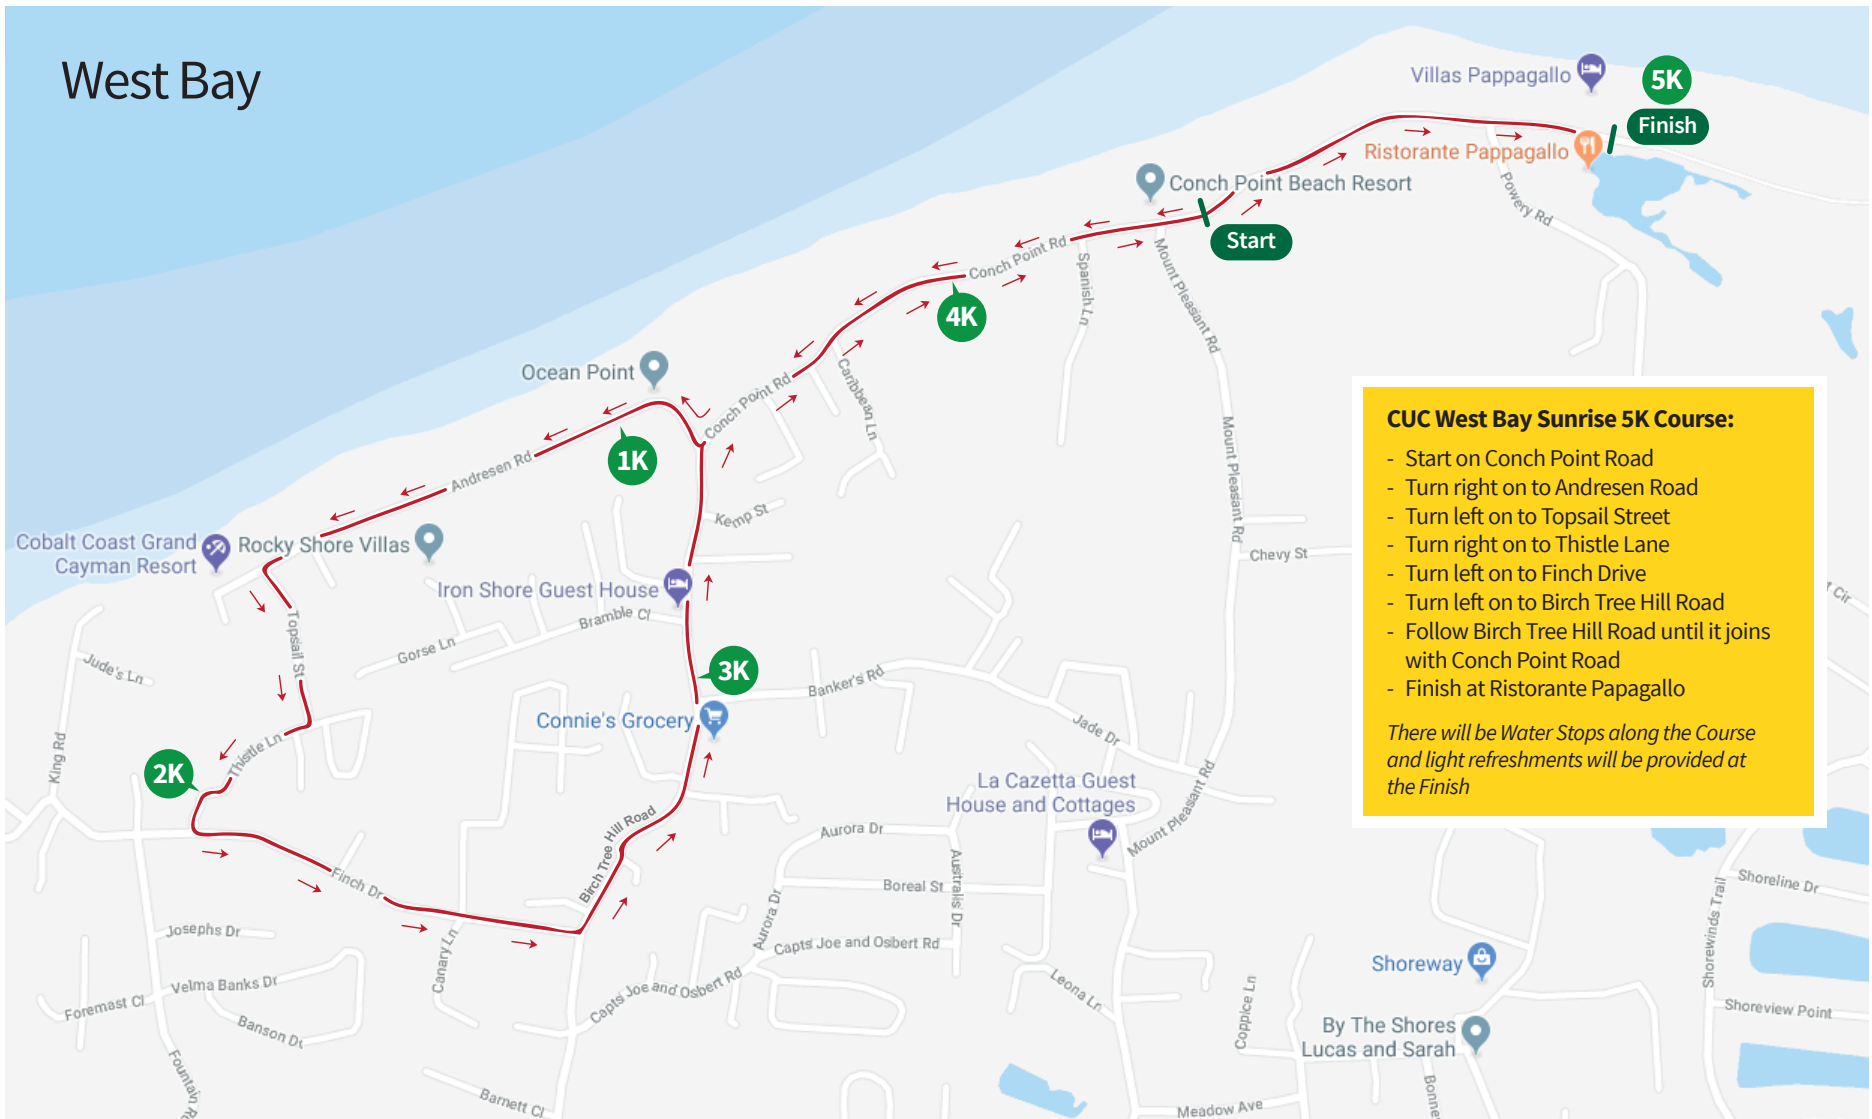 West Bay
Villas Pappagallo
5K
Finish
Ristorante Pappagallo
Conch Point Beach Resort
Powery Rd
Start
Conch Point Rd
Spanish Ln
Mount Pleasant Rd
4K
Ocean Point
Conch Point Rd
Caribbean Ln
1K
Andresen Rd
Mount Pleasant Rd
Kemp St
Cobalt Coast Grand
Cayman Resort
Rocky Shore Villas
Chevy St
Iron Shore Guest House
Bramble Cl
Topsail St
Gorse Ln
Jude's Ln
3K
Banker's Rd
Connie's Grocery
Jade Dr
King Rd
Thistle Ln
2K
La Cazetta Guest
House and Cottages
Mount Pleasant Rd
Birch Tree Hill Road
Aurora Dr
Australis Dr
Boreal St
Finch Dr
Aurora Dr
Josephs Dr
Canary Ln
Capts Joe and Osbert Rd
Velma Banks Dr
Foremast Cl
Banson Dr
Capts Joe and Osbert Rd
Leona Ln
Coppice Ln
Fountain R
Barnett Cl
Meadow Ave
Bonne
CUC West Bay Sunrise 5K Course:
- Start on Conch Point Road
- Turn right on to Andresen Road
- Turn left on to Topsail Street
- Turn right on to Thistle Lane
- Turn left on to Finch Drive
- Turn left on to Birch Tree Hill Road
- Follow Birch Tree Hill Road until it joins
with Conch Point Road
- Finish at Ristorante Papagallo
There will be Water Stops along the Course
and light refreshments will be provided at
the Finish
Cir
Shoreline Dr
Shorewinds Trail
Shoreway
Shoreview Point
By The Shores
Lucas and Sarah